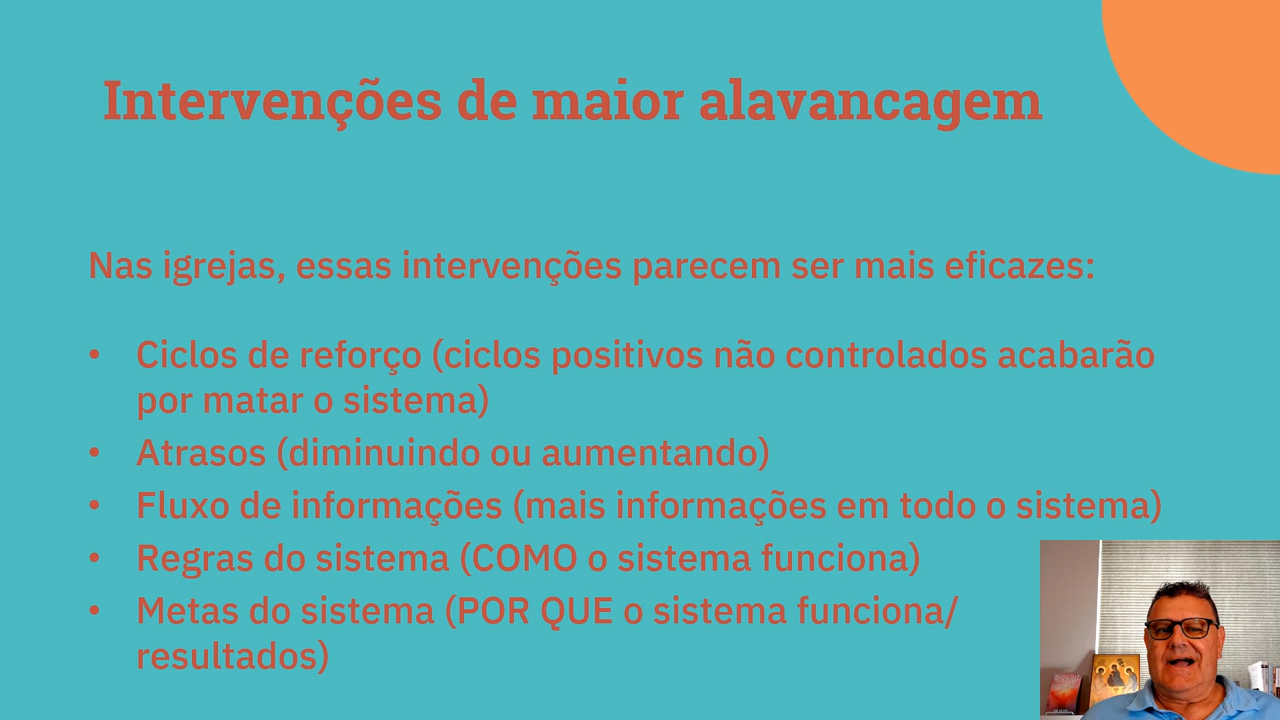 Intervenções de maior alavancagem
Nas igrejas, essas intervenções parecem ser mais eficazes:
• Ciclos de reforço (ciclos positivos não controlados acabarão
por matar o sistema)
• Atrasos (diminuindo ou aumentando)
• Fluxo de informações (mais informações em todo o sistema)
• Regras do sistema (COMO o sistema funciona)
• Metas do sistema (POR QUE o sistema funciona/
resultados)